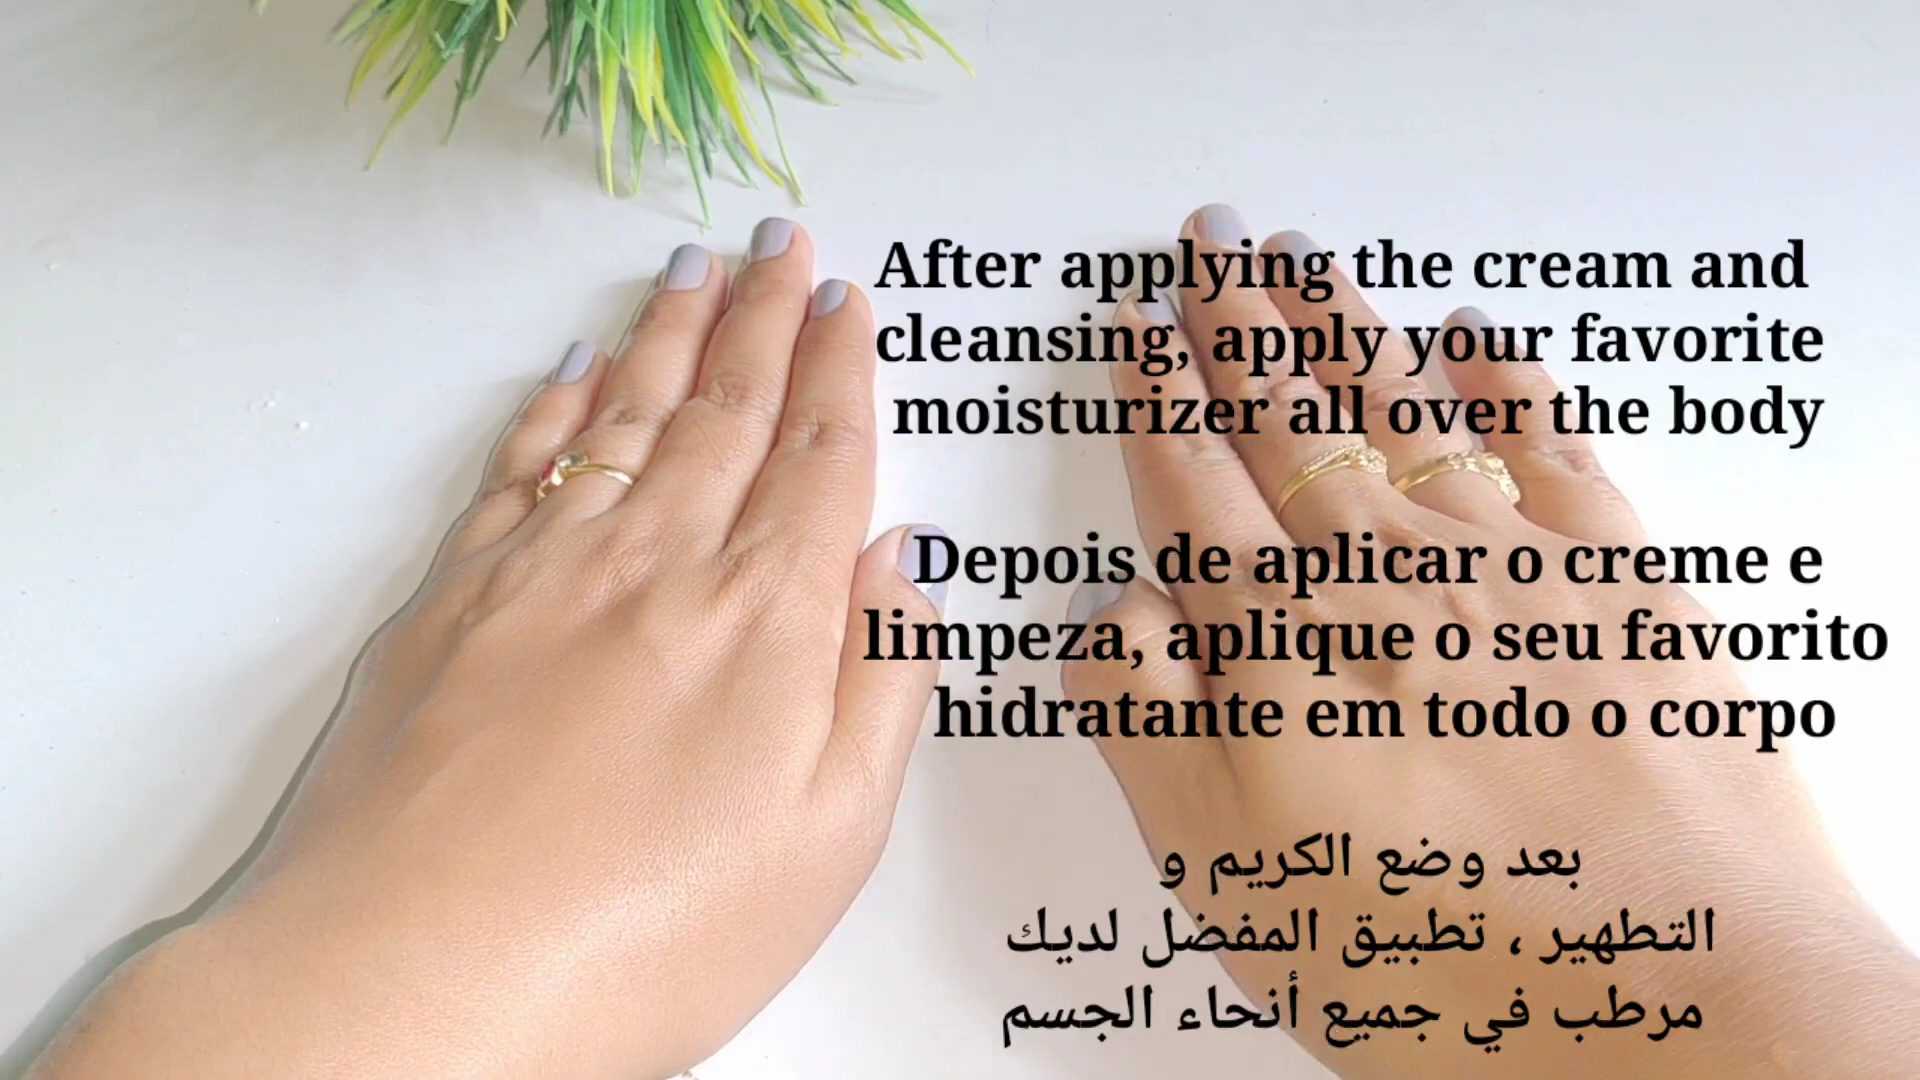 After applying the cream and
cleansing, apply your favorite
moisturizer all over the body
Depois de aplicar o creme e
limpeza, aplique o seu favorito
hidratante em todo o corpo
بعد وضع الكريم و
التطهير ، تطبيق المفضل لديك
مرطب في جميع أنحاء الجسم